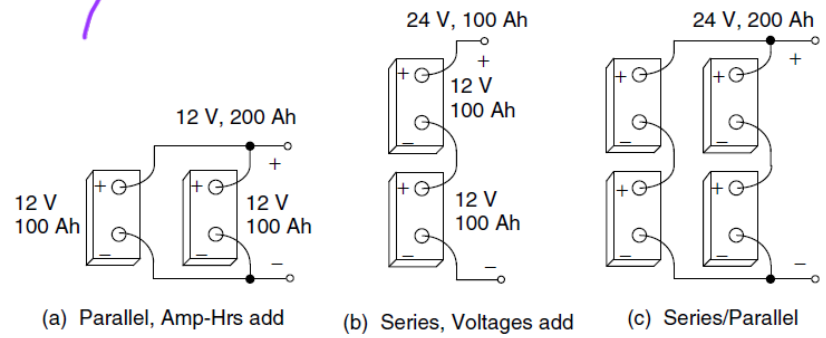 12 V, 200 Ah
12 V
100 Ah
+
−
+
−
12 V
100 Ah
+
−
(a) Parallel, Amp-Hrs add
24 V, 100 Ah
+
+
12 V
100 Ah
−
+
−
12 V
100 Ah
−
(b) Series, Voltages add
24 V, 200 Ah
+
+
+
−
−
+
+
−
−
−
(c) Series/Parallel